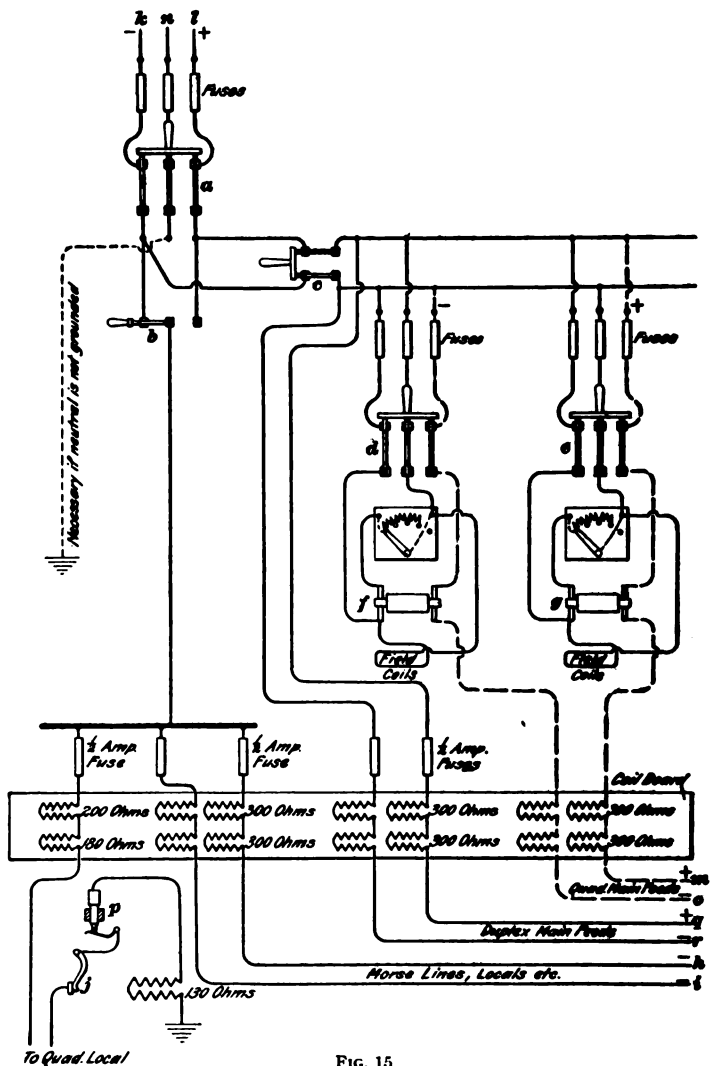 k n l
− +
Fuses
a
c
b
Necessary if neutral is not grounded
− +
Fuses Fuses
d e
f g
Field Coils
Field Coils
½ Amp. Fuse
½ Amp. Fuse
½ Amp. Fuses
Coil Board
200 Ohms 300 Ohms 300 Ohms 300 Ohms
180 Ohms 300 Ohms 300 Ohms 300 Ohms
+ m
Quad Main Feeds
− o
p
+ q
Duplex Main Feeds
− r
− h
j
Morse Lines, Locals etc.
− i
130 Ohms
To Quad. Local
FIG. 15